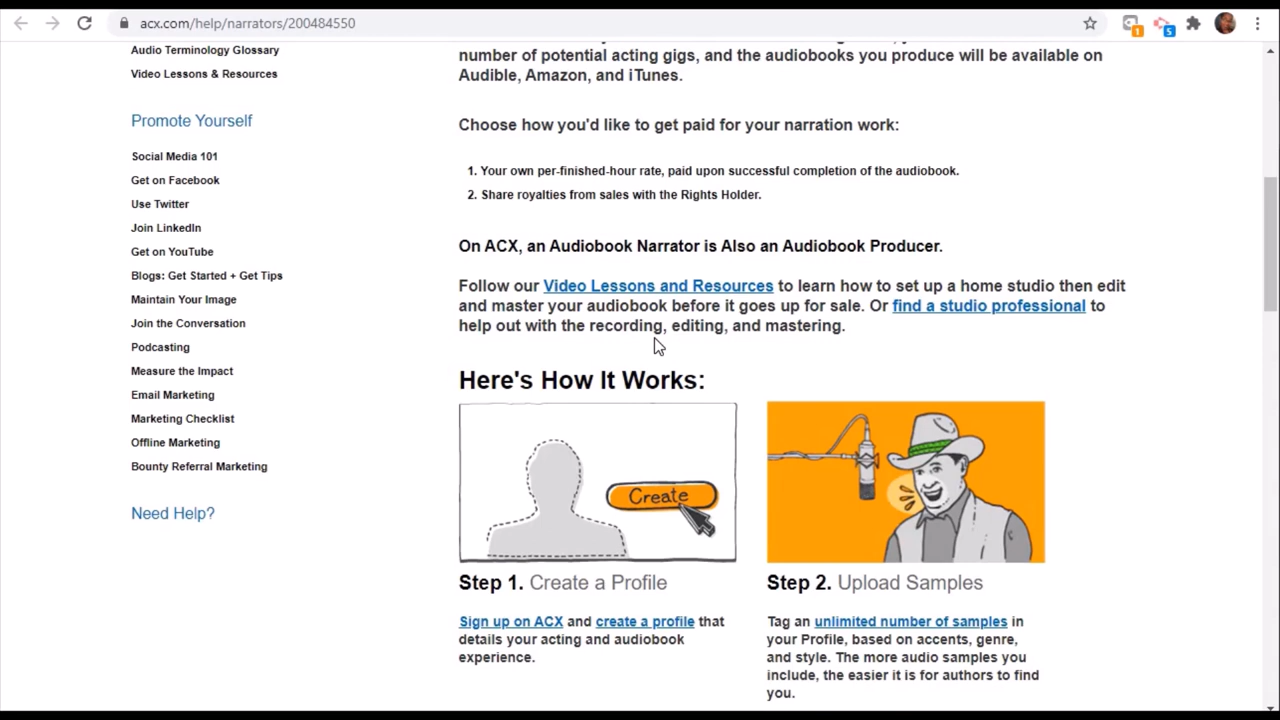 acx.com/help/narrators/200484550
1
5
Audio Terminology Glossary
Video Lessons & Resources
Promote Yourself
Social Media 101
Get on Facebook
Use Twitter
Join LinkedIn
Get on YouTube
Blogs: Get Started + Get Tips
Maintain Your Image
Join the Conversation
Podcasting
Measure the Impact
Email Marketing
Marketing Checklist
Offline Marketing
Bounty Referral Marketing
Need Help?
number of potential acting gigs, and the audiobooks you produce will be available on
Audible, Amazon, and iTunes.
Choose how you'd like to get paid for your narration work:
1. Your own per-finished-hour rate, paid upon successful completion of the audiobook.
2. Share royalties from sales with the Rights Holder.
On ACX, an Audiobook Narrator is Also an Audiobook Producer.
Follow our Video Lessons and Resources to learn how to set up a home studio then edit
and master your audiobook before it goes up for sale. Or find a studio professional to
help out with the recording, editing, and mastering.
Here's How It Works:
Create
Step 1. Create a Profile
Sign up on ACX and create a profile that
details your acting and audiobook
experience.
Step 2. Upload Samples
Tag an unlimited number of samples in
your Profile, based on accents, genre,
and style. The more audio samples you
include, the easier it is for authors to find
you.